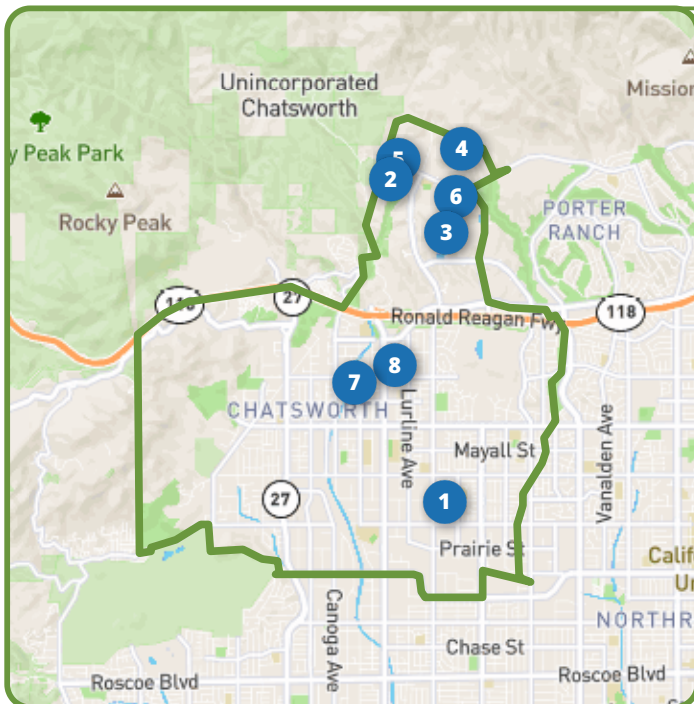 Unincorporated
Chatsworth
Mission
y Peak Park
Rocky Peak
4
5
2
6
3
PORTER
RANCH
27
118
Ronald Reagan Fwy
118
8
7
CHATSWORTH
Lurline Ave
Vanalden Ave
Mayall St
27
1
Prairie St
Calif
Un
NORTHR
Canoga Ave
Chase St
Roscoe Blvd
Roscoe Blvd